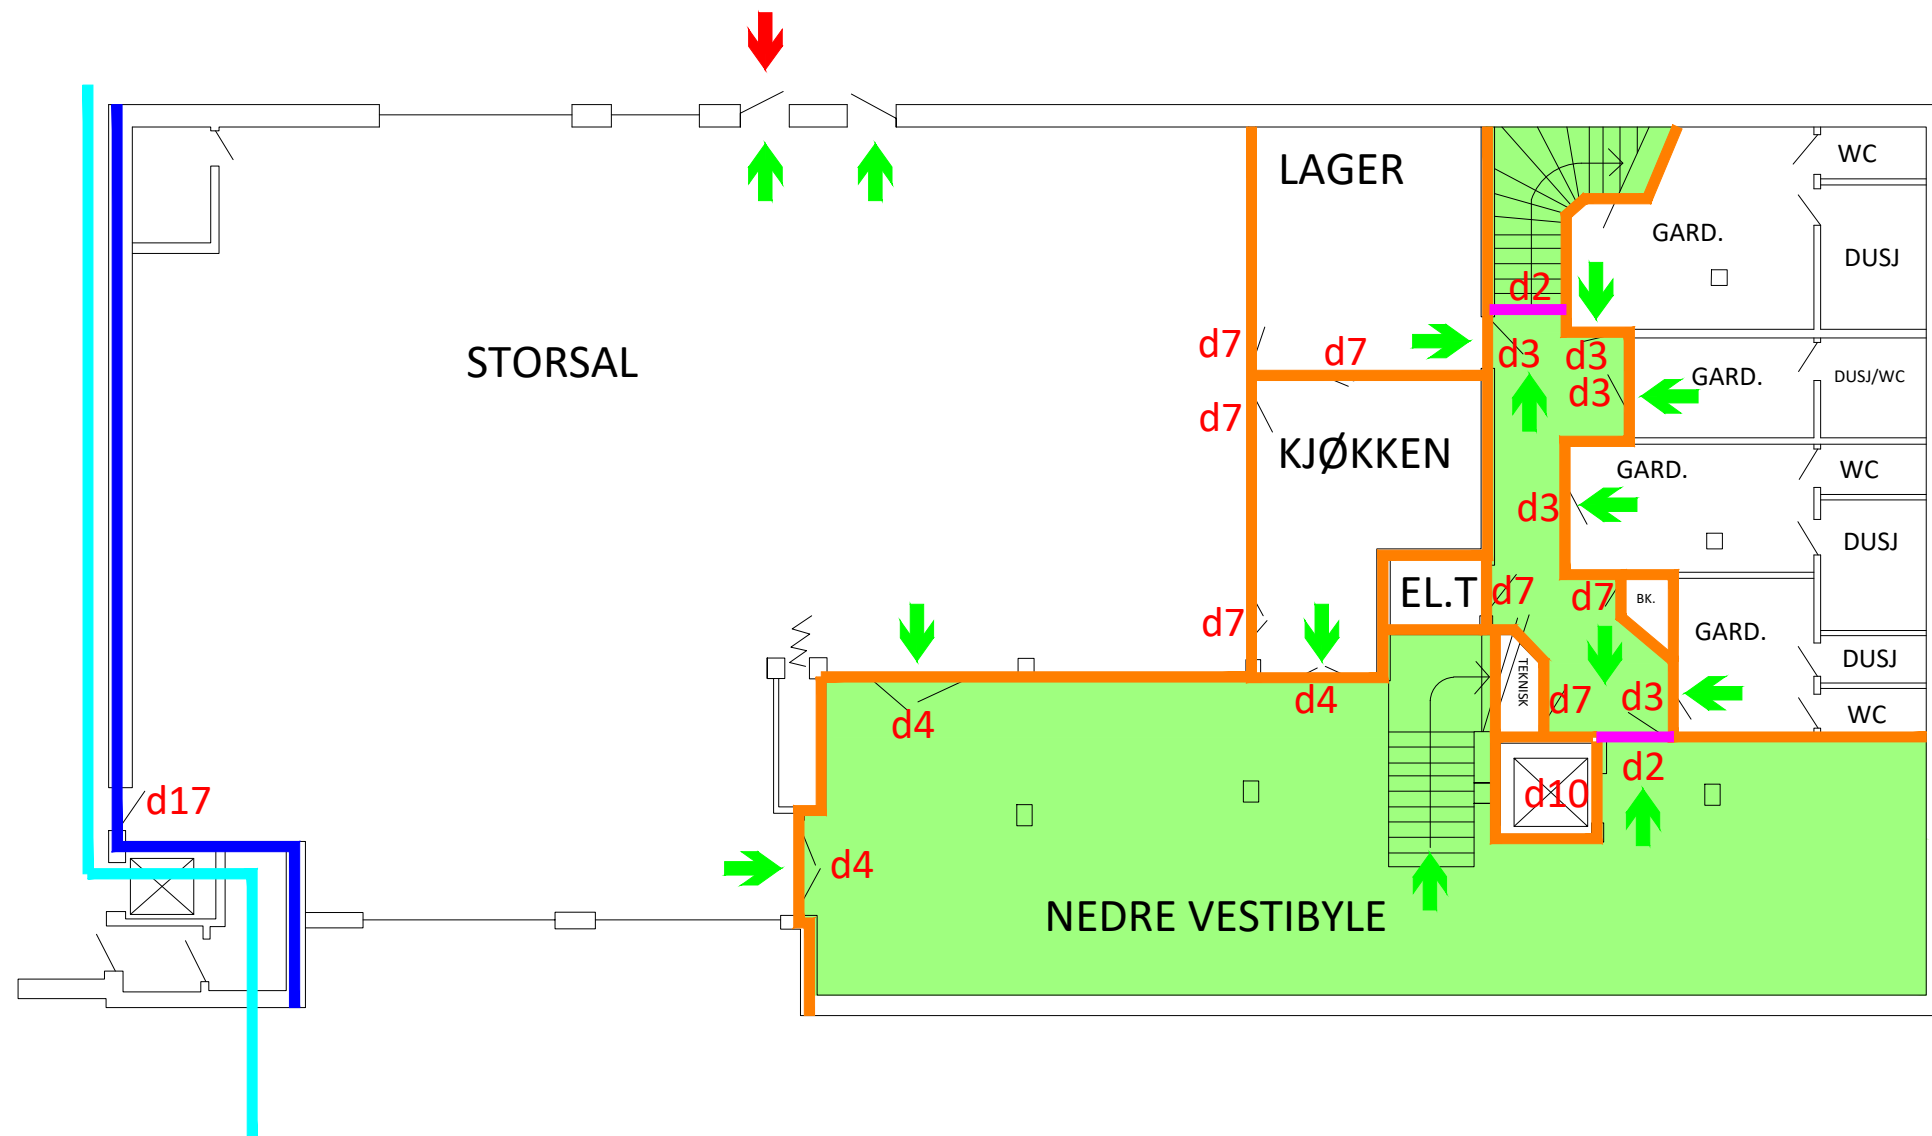 WC
LAGER
GARD.
DUSJ
d2
d7
d7
d3
d3
STORSAL
GARD.
DUSJ/WC
d3
d7
KJØKKEN
GARD.
WC
d3
DUSJ
EL.T
d7
d7
BK.
d7
GARD.
DUSJ
TEKNISK
d4
d7
d3
d4
WC
d2
d17
d10
d4
NEDRE VESTIBYLE